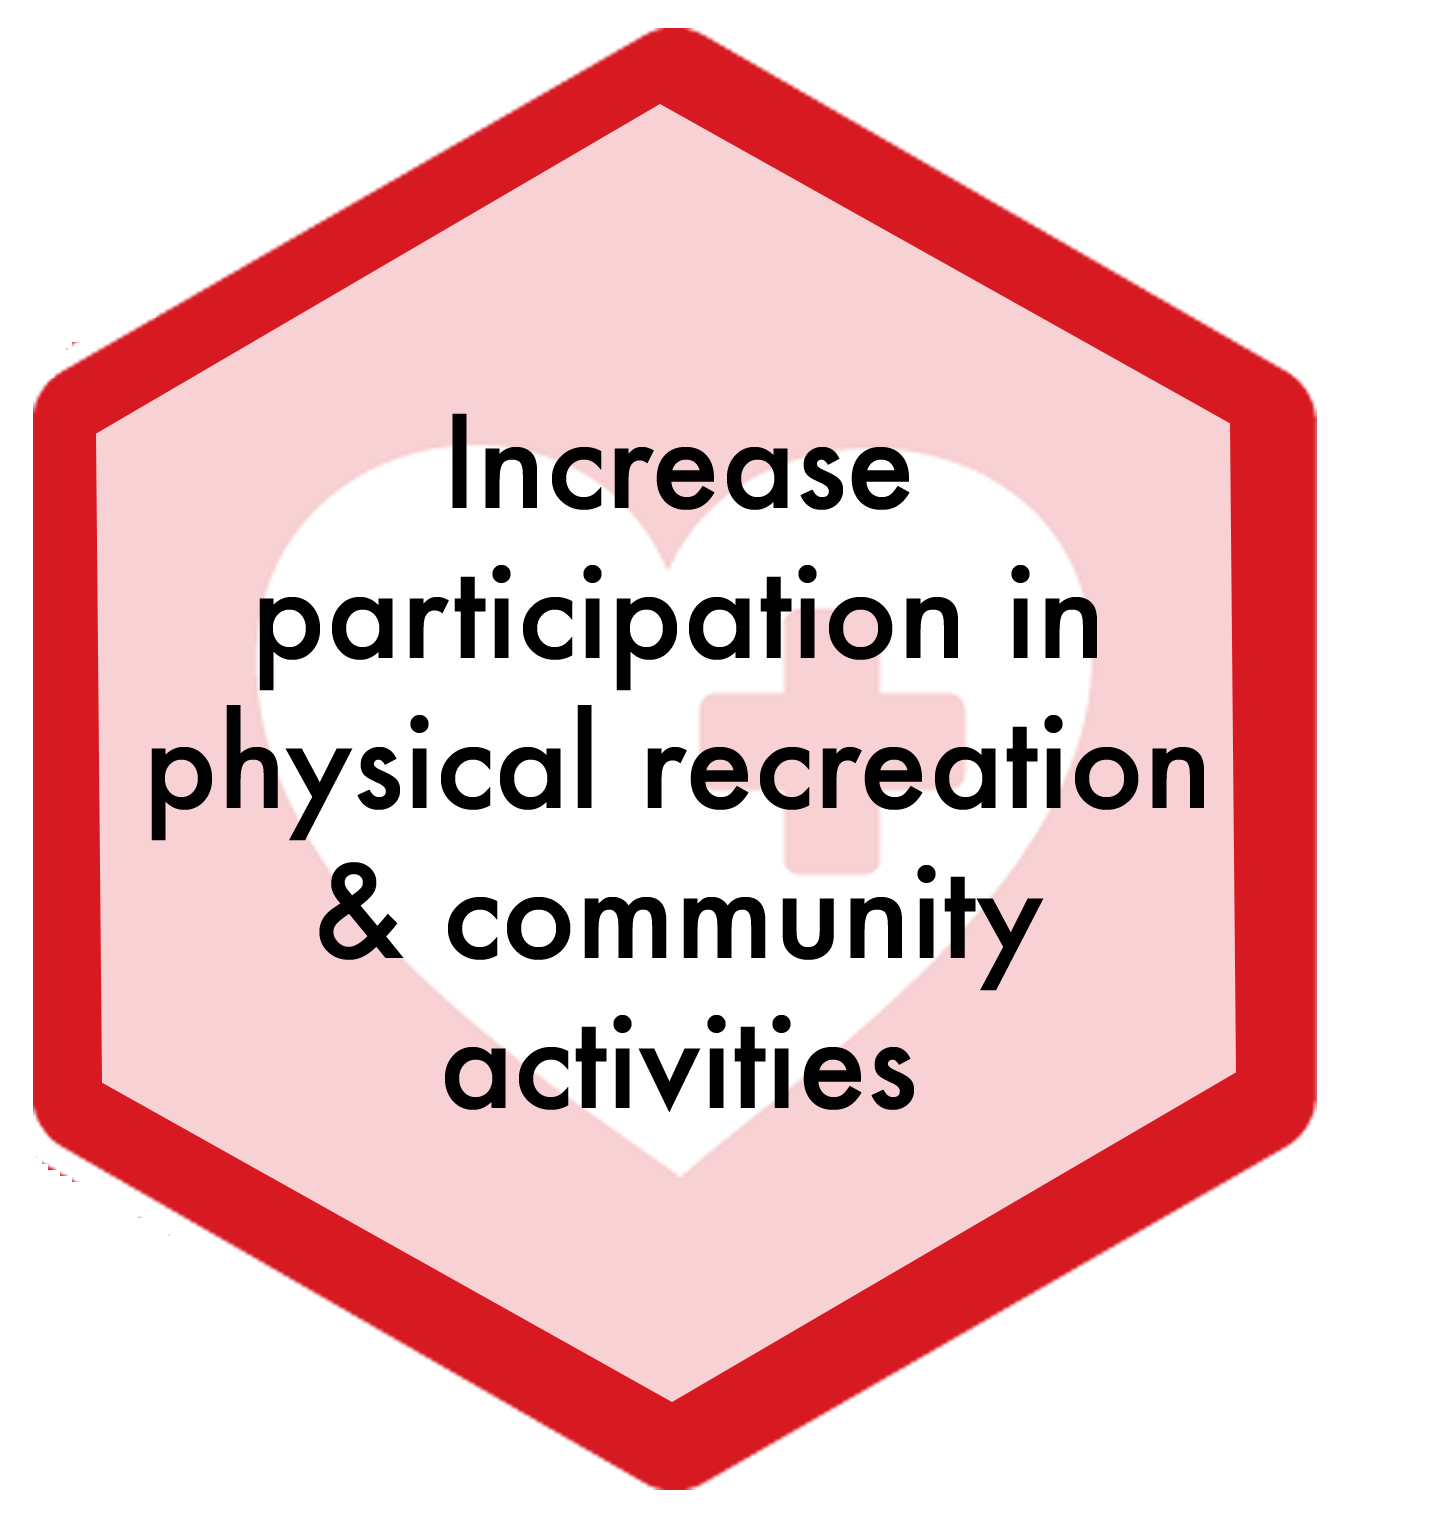 Increase
participation in
physical recreation
& community
activities